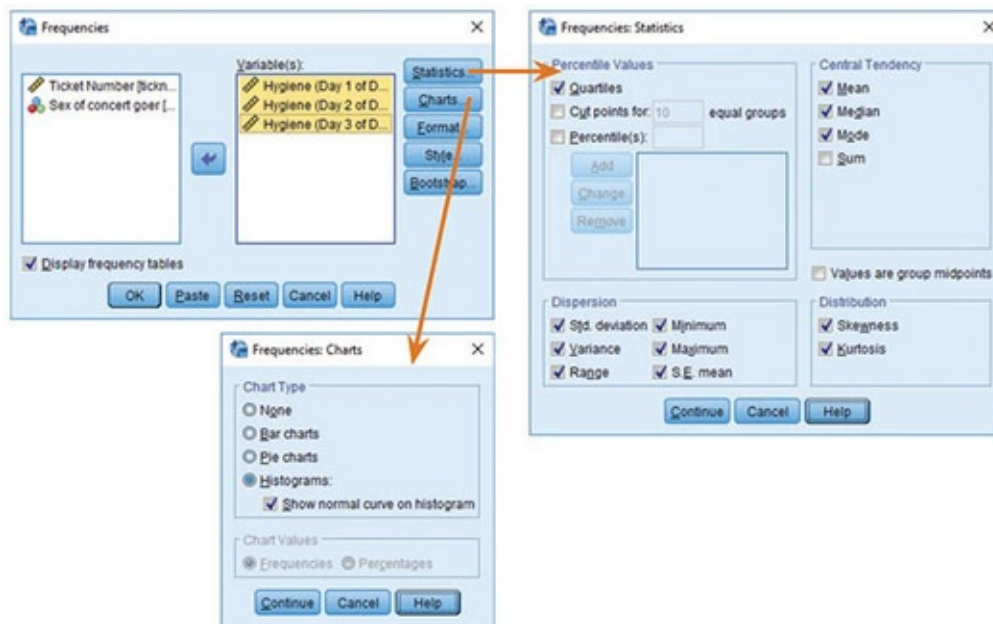 Frequencies
Ticket Number [tickn...
Sex of concert goer [...
Variable(s):
Hygiene (Day 1 of D...
Hygiene (Day 2 of D...
Hygiene (Day 3 of D...
Statistics...
Charts...
Format...
Style...
Bootstrap...
Display frequency tables
OK Paste Reset Cancel Help
Frequencies: Statistics
Percentile Values
Quartiles
Cut points for: 10 equal groups
Percentile(s):
Add
Change
Remove
Central Tendency
Mean
Median
Mode
Sum
Values are group midpoints
Dispersion
Std. deviation Minimum
Variance Maximum
Range S.E. mean
Distribution
Skewness
Kurtosis
Continue Cancel Help
Frequencies: Charts
Chart Type
None
Bar charts
Pie charts
Histograms:
Show normal curve on histogram
Chart Values
Frequencies Percentages
Continue Cancel Help